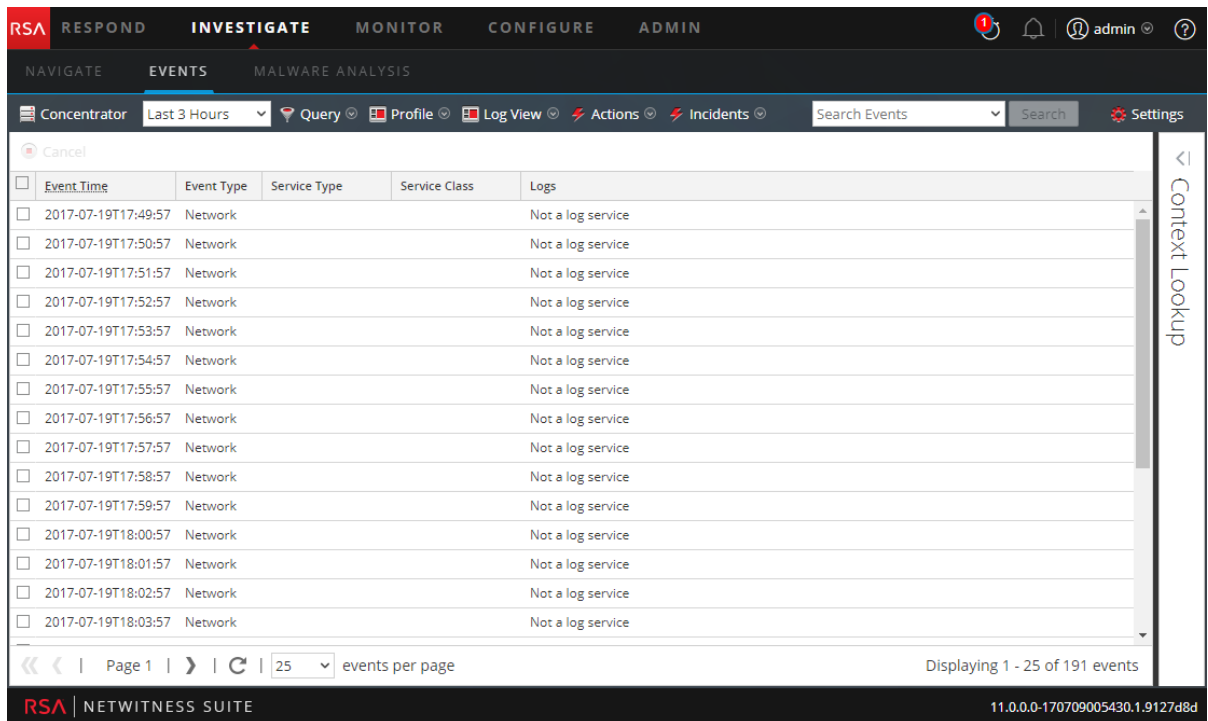 RSA RESPOND INVESTIGATE MONITOR CONFIGURE ADMIN 1 admin ?
NAVIGATE EVENTS MALWARE ANALYSIS
Concentrator Last 3 Hours Query Profile Log View Actions Incidents Search Events Search Settings
Cancel
Event Time Event Type Service Type Service Class Logs
2017-07-19T17:49:57 Network Not a log service
2017-07-19T17:50:57 Network Not a log service
2017-07-19T17:51:57 Network Not a log service
2017-07-19T17:52:57 Network Not a log service
2017-07-19T17:53:57 Network Not a log service
2017-07-19T17:54:57 Network Not a log service
2017-07-19T17:55:57 Network Not a log service
2017-07-19T17:56:57 Network Not a log service
2017-07-19T17:57:57 Network Not a log service
2017-07-19T17:58:57 Network Not a log service
2017-07-19T17:59:57 Network Not a log service
2017-07-19T18:00:57 Network Not a log service
2017-07-19T18:01:57 Network Not a log service
2017-07-19T18:02:57 Network Not a log service
2017-07-19T18:03:57 Network Not a log service
Context Lookup
Page 1 | 25 events per page Displaying 1 - 25 of 191 events
RSA NETWITNESS SUITE 11.0.0.0-170709005430.1.9127d8d